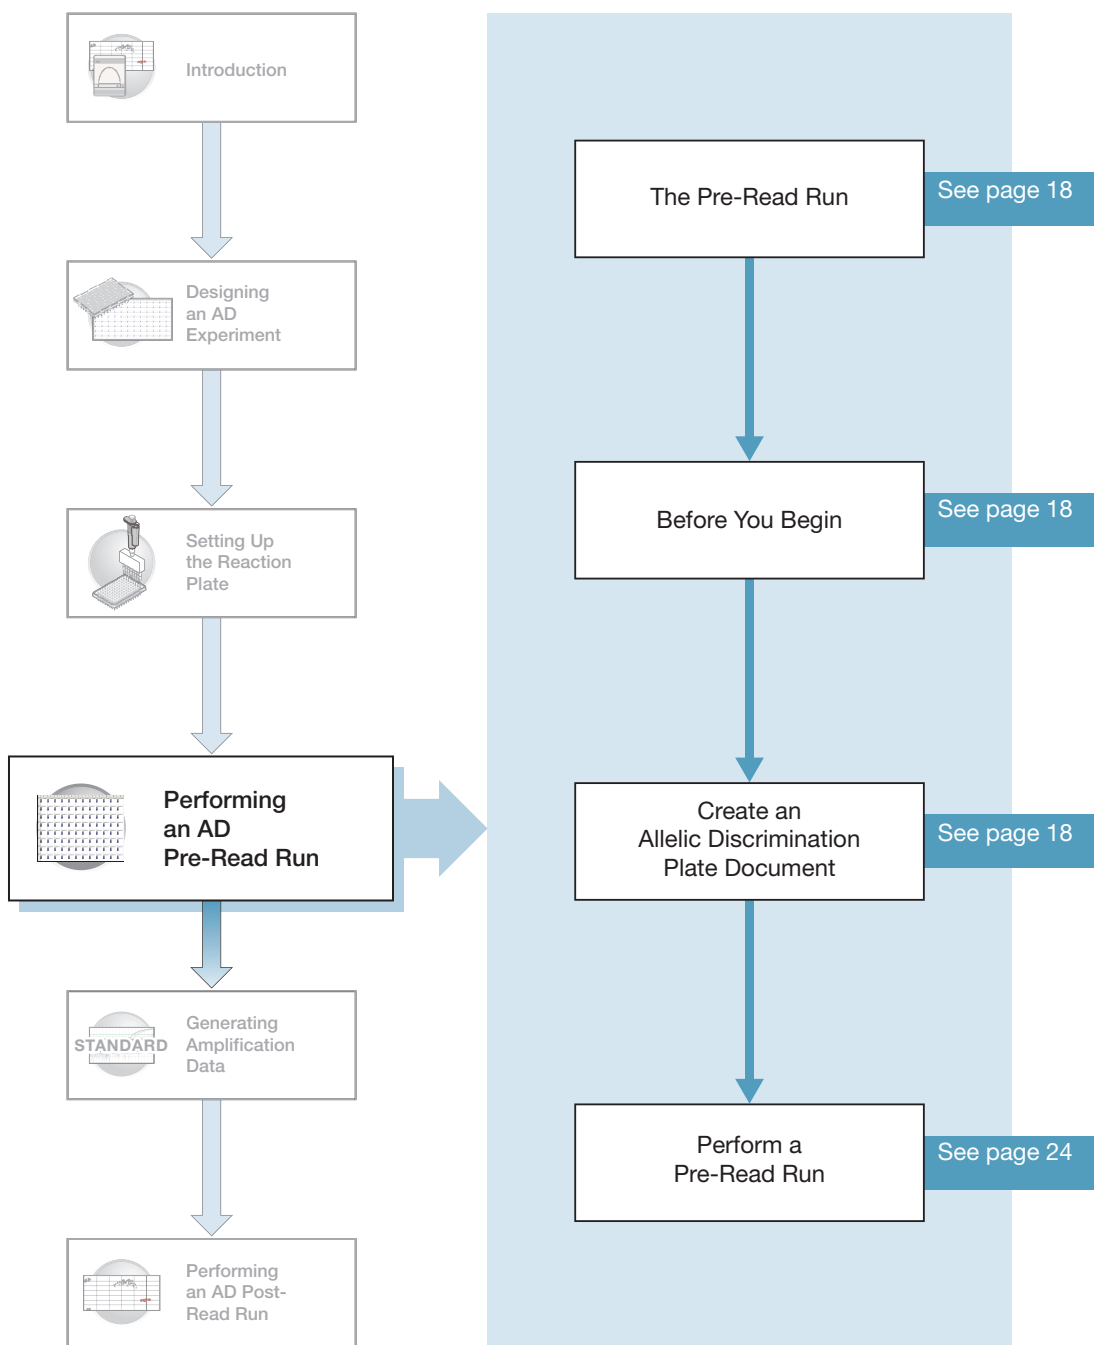 Introduction
Designing
an AD
Experiment
Setting Up
the Reaction
Plate
Performing
an AD
Pre-Read Run
STANDARD
Generating
Amplification
Data
Performing
an AD Post-
Read Run
The Pre-Read Run
See page 18
Before You Begin
See page 18
Create an
Allelic Discrimination
Plate Document
See page 18
Perform a
Pre-Read Run
See page 24